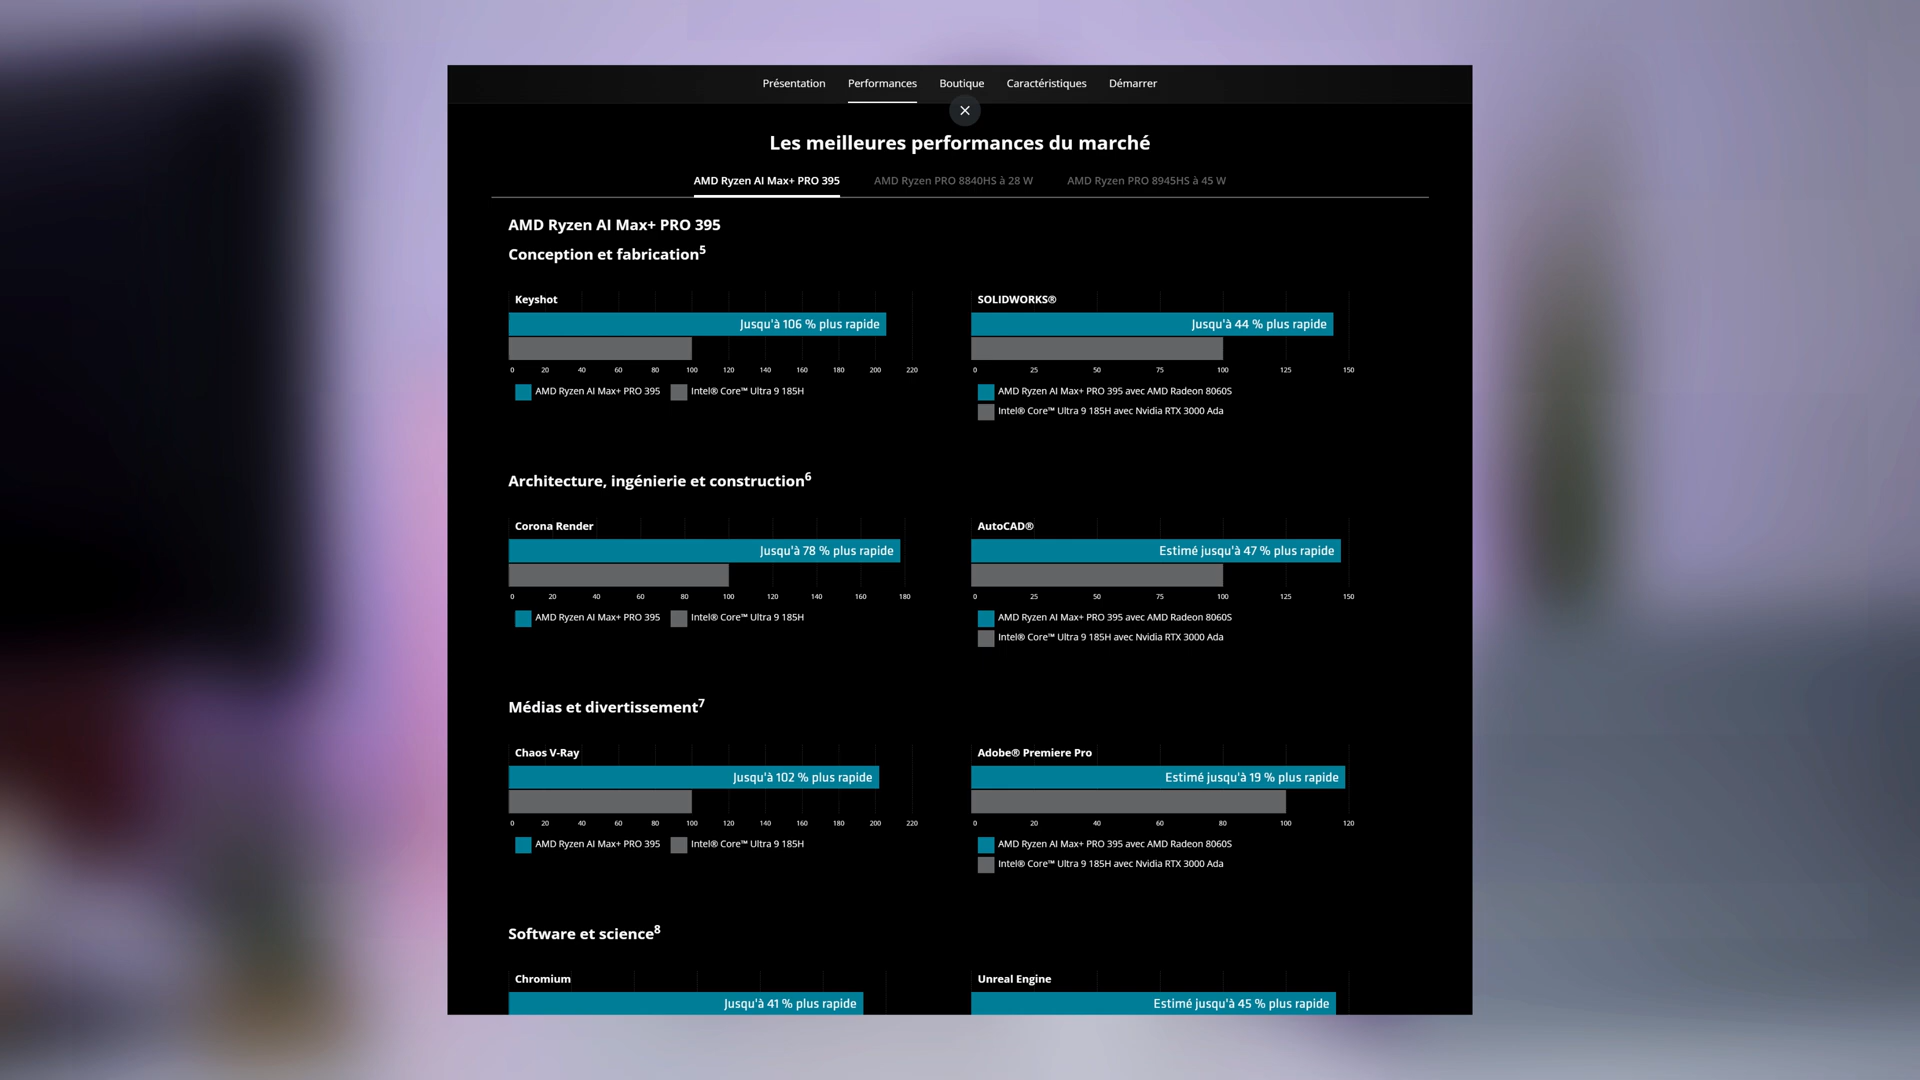 Présentation Performances Boutique Caractéristiques Démarrer
Les meilleures performances du marché
AMD Ryzen AI Max+ PRO 395 AMD Ryzen PRO 8840HS à 28 W AMD Ryzen PRO 8945HS à 45 W
AMD Ryzen AI Max+ PRO 395
Conception et fabrication5
Keyshot
Jusqu'à 106 % plus rapide
0 20 40 60 80 100 120 140 160 180 200 220
AMD Ryzen AI Max+ PRO 395 Intel® Core™ Ultra 9 185H
SOLIDWORKS®
Jusqu'à 44 % plus rapide
0 25 50 75 100 125 150
AMD Ryzen AI Max+ PRO 395 avec AMD Radeon 8060S
Intel® Core™ Ultra 9 185H avec Nvidia RTX 3000 Ada
Architecture, ingénierie et construction6
Corona Render
Jusqu'à 78 % plus rapide
0 20 40 60 80 100 120 140 160 180
AMD Ryzen AI Max+ PRO 395 Intel® Core™ Ultra 9 185H
AutoCAD®
Estimé jusqu'à 47 % plus rapide
0 25 50 75 100 125 150
AMD Ryzen AI Max+ PRO 395 avec AMD Radeon 8060S
Intel® Core™ Ultra 9 185H avec Nvidia RTX 3000 Ada
Médias et divertissement7
Chaos V-Ray
Jusqu'à 102 % plus rapide
0 20 40 60 80 100 120 140 160 180 200 220
AMD Ryzen AI Max+ PRO 395 Intel® Core™ Ultra 9 185H
Adobe® Premiere Pro
Estimé jusqu'à 19 % plus rapide
0 20 40 60 80 100 120
AMD Ryzen AI Max+ PRO 395 avec AMD Radeon 8060S
Intel® Core™ Ultra 9 185H avec Nvidia RTX 3000 Ada
Software et science8
Chromium
Jusqu'à 41 % plus rapide
Unreal Engine
Estimé jusqu'à 45 % plus rapide